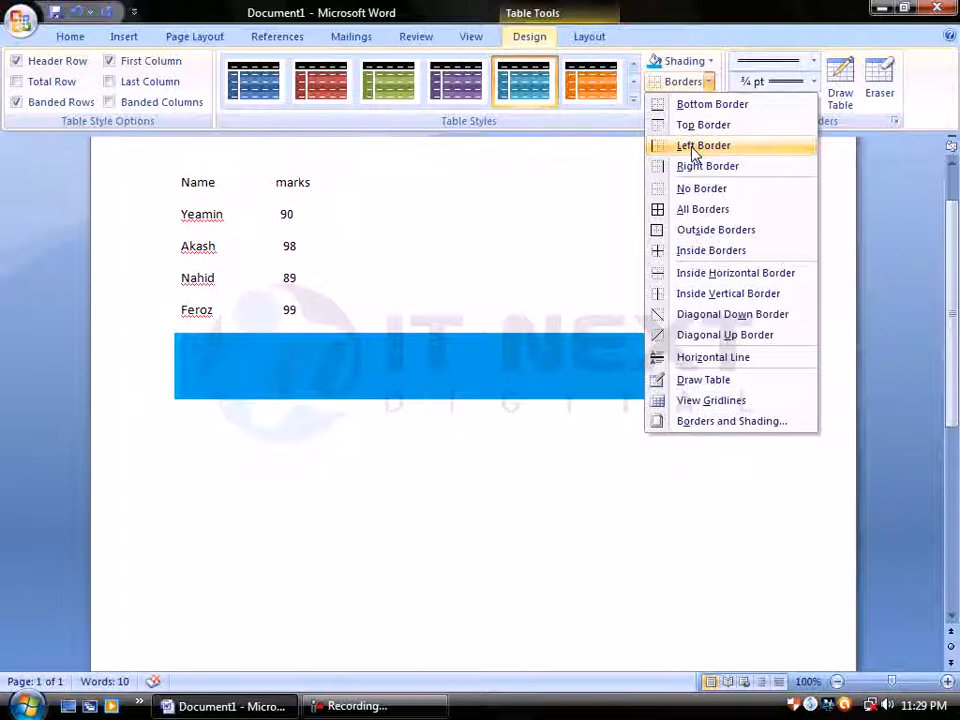 Document1 - Microsoft Word
Table Tools
Home Insert Page Layout References Mailings Review View Design Layout
Header Row First Column
Total Row Last Column
Banded Rows Banded Columns
Table Style Options
Table Styles
Shading
Borders
¾ pt
Draw Table
Eraser
ders
Bottom Border
Top Border
Left Border
Right Border
No Border
All Borders
Outside Borders
Inside Borders
Inside Horizontal Border
Inside Vertical Border
Diagonal Down Border
Diagonal Up Border
Horizontal Line
Draw Table
View Gridlines
Borders and Shading...
Name marks
Yeamin 90
Akash 98
Nahid 89
Feroz 99
IT NEXT
DIGITAL
Page: 1 of 1 Words: 10 100%
Document1 - Micro... Recording... 11:29 PM